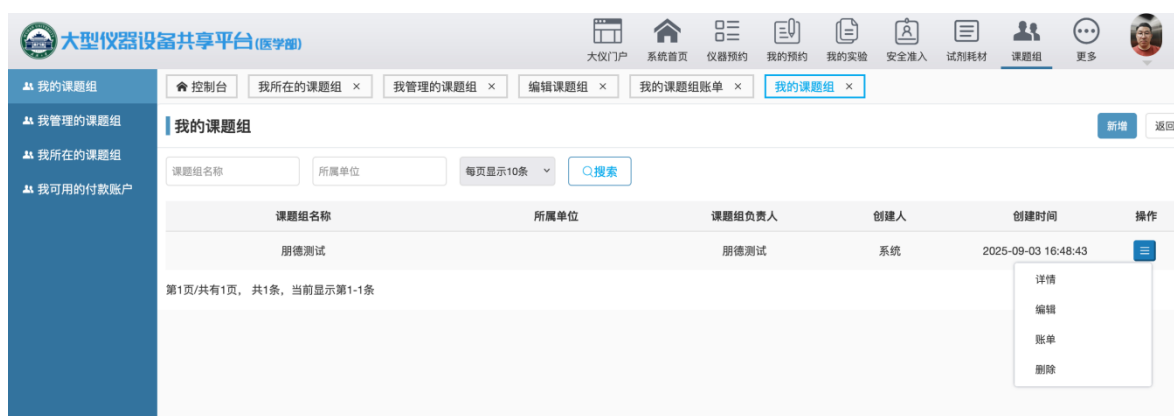 大型仪器设备共享平台(医学部)
大仪门户 系统首页 仪器预约 我的预约 我的实验 安全准入 试剂耗材 课题组 更多
我的课题组
我管理的课题组
我所在的课题组
我可用的付款账户
控制台 我所在的课题组 × 我管理的课题组 × 编辑课题组 × 我的课题组账单 × 我的课题组 ×
我的课题组 新增 返回
课题组名称 所属单位 每页显示10条 搜索
课题组名称 所属单位 课题组负责人 创建人 创建时间 操作
朋德测试 朋德测试 系统 2025-09-03 16:48:43
第1页/共有1页， 共1条，当前显示第1-1条
详情
编辑
账单
删除